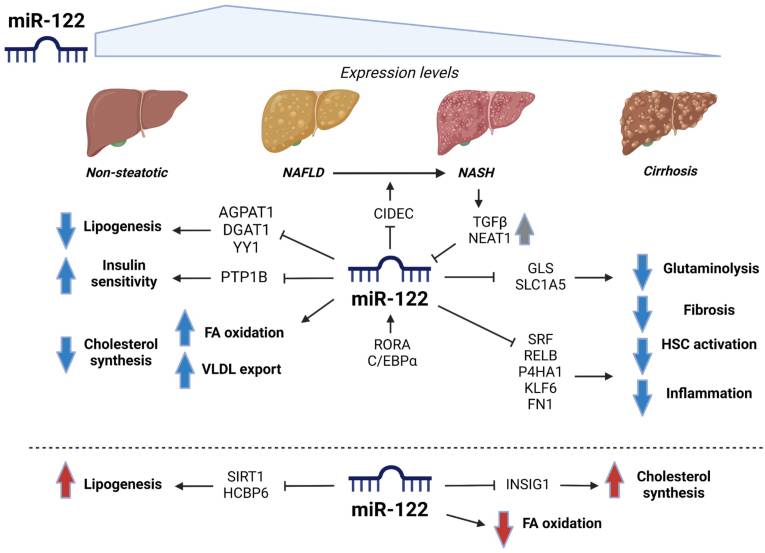 miR-122
Expression levels
Non-steatotic
NAFLD
NASH
Cirrhosis
CIDEC
TGFβ
NEAT1
Lipogenesis
AGPAT1
DGAT1
YY1
Insulin
sensitivity
PTP1B
miR-122
GLS
SLC1A5
Glutaminolysis
Fibrosis
HSC activation
Inflammation
Cholesterol
synthesis
FA oxidation
VLDL export
RORA
C/EBPα
SRF
RELB
P4HA1
KLF6
FN1
Lipogenesis
SIRT1
HCBP6
miR-122
INSIG1
Cholesterol
synthesis
FA oxidation